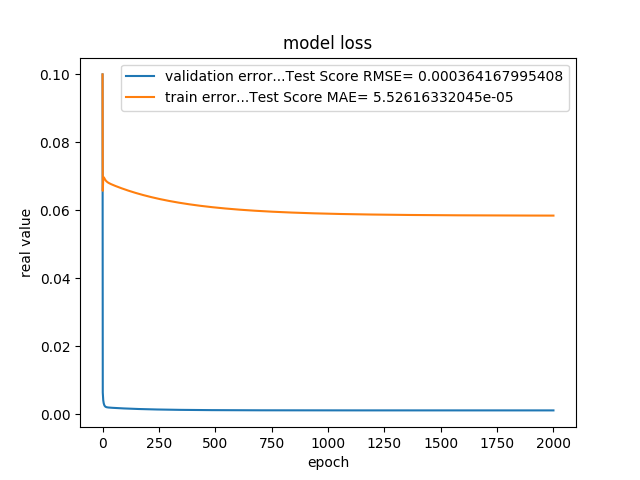 model loss
validation error...Test Score RMSE= 0.000364167995408
train error...Test Score MAE= 5.52616332045e-05
0.10
0.08
0.06
0.04
0.02
0.00
real value
0 250 500 750 1000 1250 1500 1750 2000
epoch